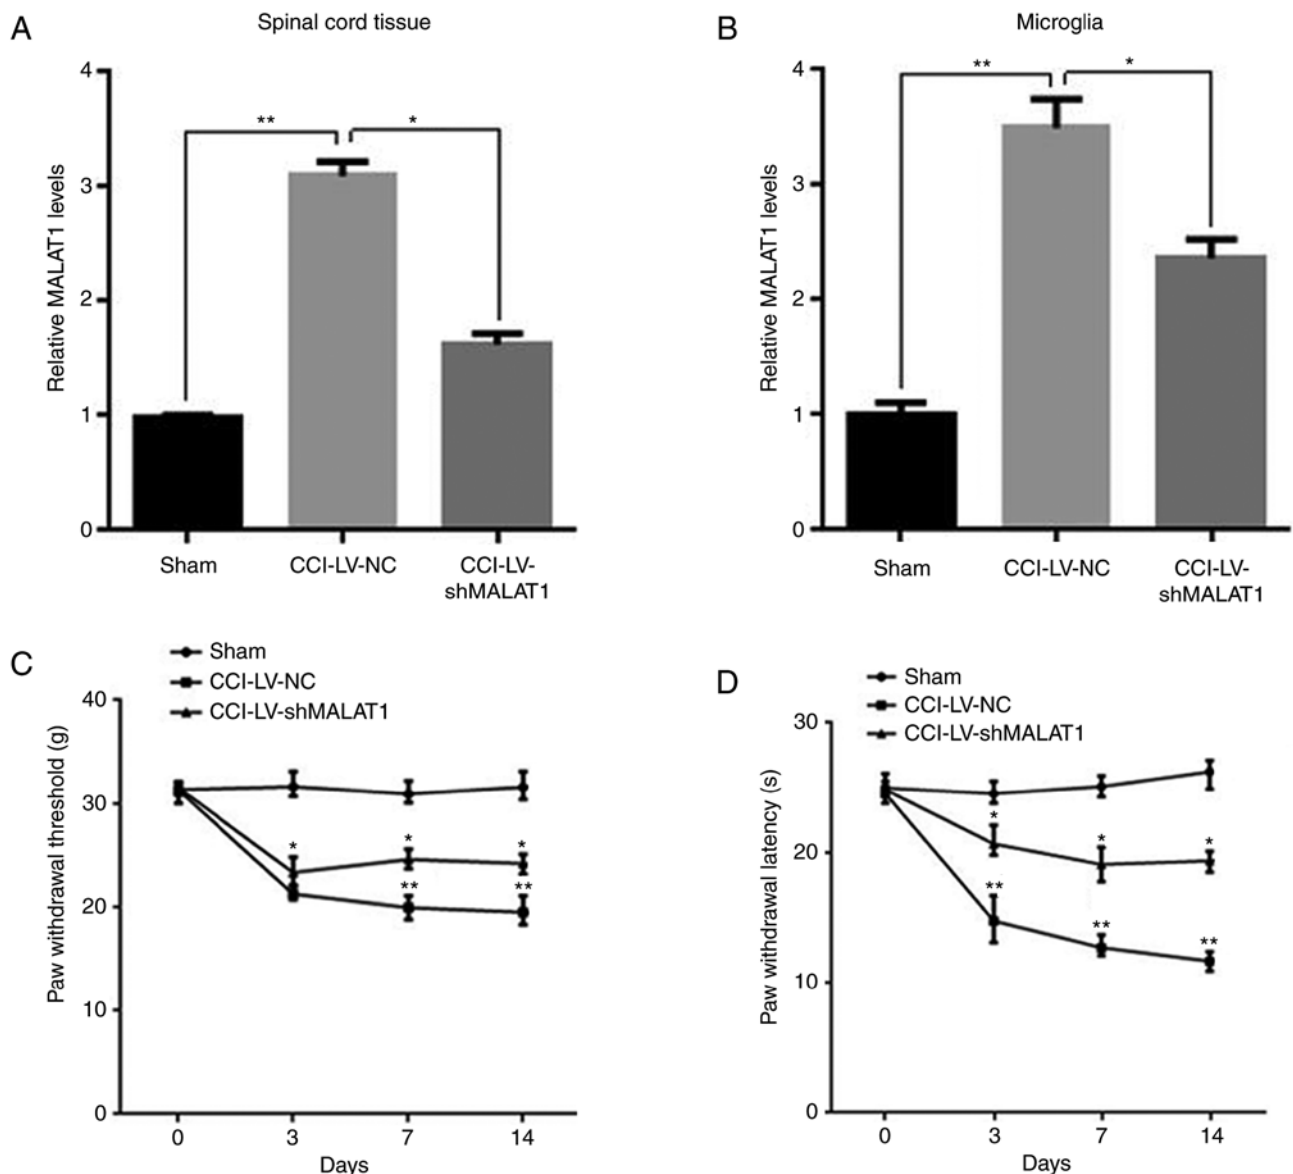 A
Spinal cord tissue
Relative MALAT1 levels
4
3
2
1
0
**
*
Sham
CCI-LV-NC
CCI-LV-
shMALAT1
B
Microglia
Relative MALAT1 levels
4
3
2
1
0
**
*
Sham
CCI-LV-NC
CCI-LV-
shMALAT1
C
Sham
CCI-LV-NC
CCI-LV-shMALAT1
Paw withdrawal threshold (g)
40
30
20
10
0
*
*
*
**
**
0
3
7
14
Days
D
Sham
CCI-LV-NC
CCI-LV-shMALAT1
Paw withdrawal latency (s)
30
20
10
0
*
*
*
**
**
**
0
3
7
14
Days